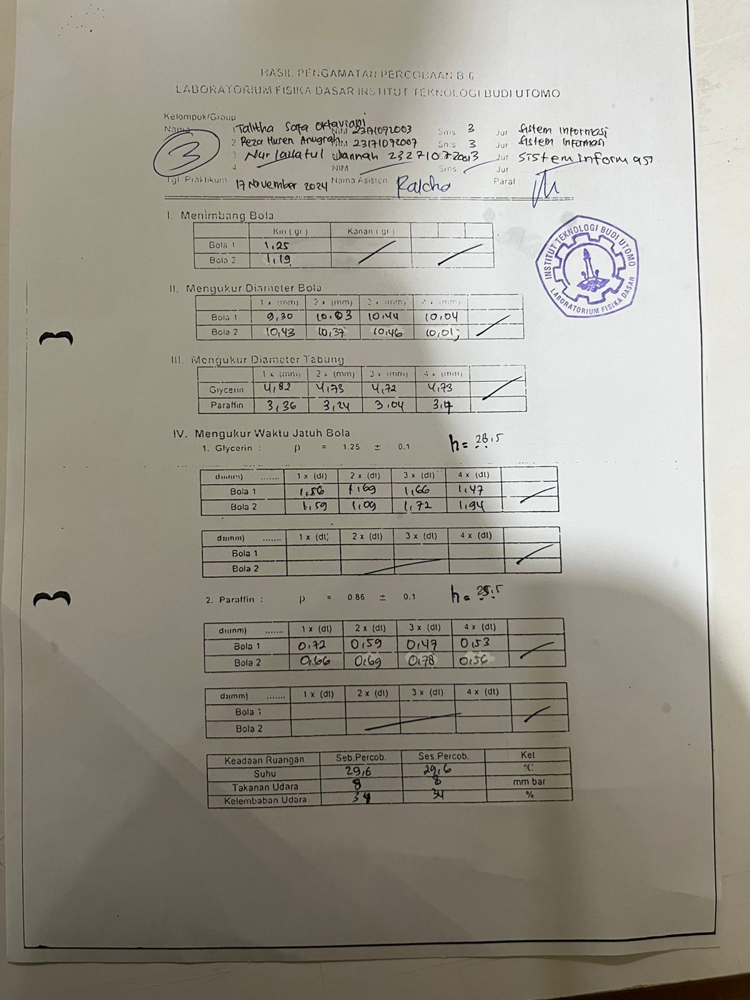 HASIL PENGAMATAN PERCOBAAN B-6
LABORATORIUM FISIKA DASAR INSTITUT TEKNOLOGI BUDI UTOMO
Kelompok/Group
Nama 1 Talitha Safa Oktaviani NIM 23171092003 Sms 3 Jur Sistem Informasi
2 Reza Huren Anugrah NIM 23171092007 Sms 3 Jur Sistem Informasi
3 Nur Lailatul Jannah Jur Sistem informasi
4 NIM Sms Jur
3
Tgl Praktikum 17 November 2024 Nama Asisten Raicha Paraf :
I. Menimbang Bola
Kiri ( gr ) Kanan ( gr )
Bola 1 1,25
Bola 2 1,19
INSTITUT TEKNOLOGI BUDI UTOMO
LABORATORIUM FISIKA DASAR
II. Mengukur Diameter Bola
1 x (mm) 2 x (mm) 3 x (mm) 4 x (mm)
Bola 1 9,30 10.03 10,44 10,04
Bola 2 10,43 10,37 10,46 10,01
III. Mengukur Diameter Tabung
1 x (mm) 2 x (mm) 3 x (mm) 4 x (mm)
Glycerin 4,82 4,73 4,72 4,73
Paraffin 3,36 3,24 3.04
IV. Mengukur Waktu Jatuh Bola
1. Glycerin : ρ = 1.25 ± 0.1 h = 28.5
d1(mm) ....... 1 x (dt) 2 x (dt) 3 x (dt) 4 x (dt)
Bola 1 1,56 1,69 1,66 1,47
Bola 2 1,59 1,09 1,72 1,94
d2(mm) ....... 1 x (dt) 2 x (dt) 3 x (dt) 4 x (dt)
Bola 1
Bola 2
2. Paraffin : ρ = 0.86 ± 0.1 h =
d1(mm) ....... 1 x (dt) 2 x (dt) 3 x (dt) 4 x (dt)
Bola 1 0,72 0,59 0,47 0,53
Bola 2 0,66 0,69 0,78 0,56
d2(mm) ....... 1 x (dt) 2 x (dt) 3 x (dt) 4 x (dt)
Bola 1
Bola 2
Keadaan Ruangan Seb.Percob. Ses.Percob. Ket
Suhu 29,6 29,6 °C
Takanan Udara 8 8 mm bar
Kelembaban Udara 34 34 %